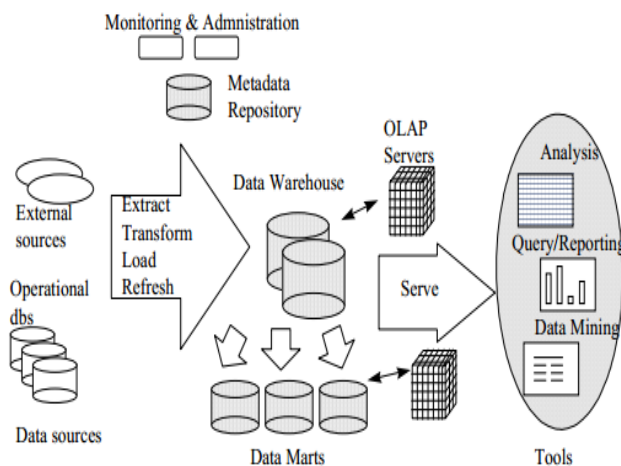 Monitoring & Admnistration
Metadata
Repository
OLAP
Servers
Analysis
Data Warehouse
External
sources
Extract
Transform
Load
Refresh
Query/Reporting
Operational
dbs
Serve
Data Mining
Data sources
Data Marts
Tools